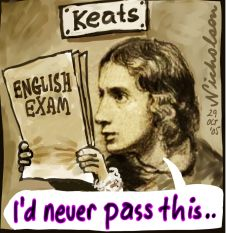 Keats
ENGLISH
EXAM
Nicholson
29
OCT
'05
I'd never pass this..